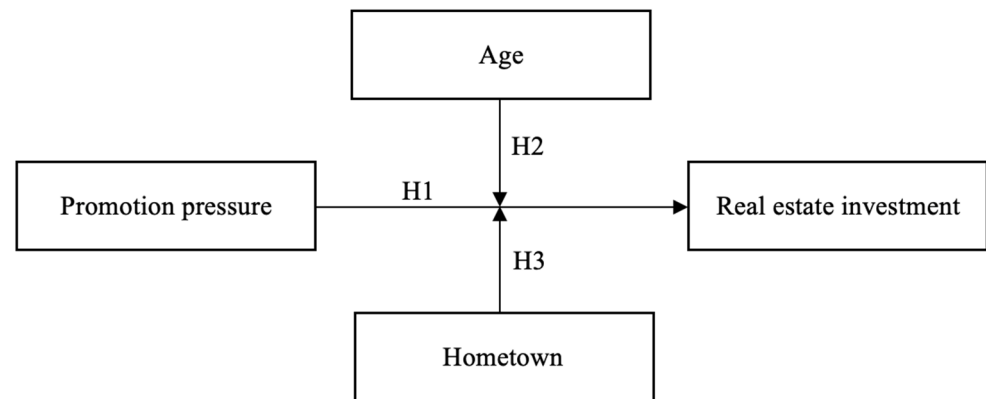 Age
H2
Promotion pressure
H1
Real estate investment
H3
Hometown